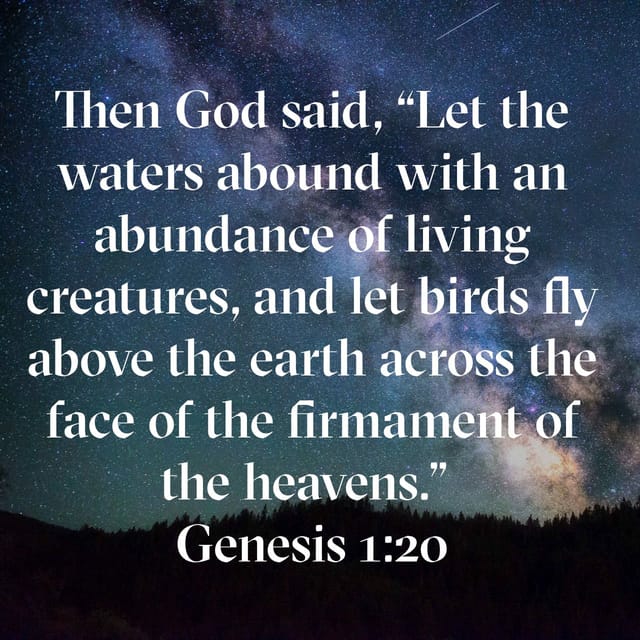 Then God said, “Let the
waters abound with an
abundance of living
creatures, and let birds fly
above the earth across the
face of the firmament of
the heavens.”
Genesis 1:20